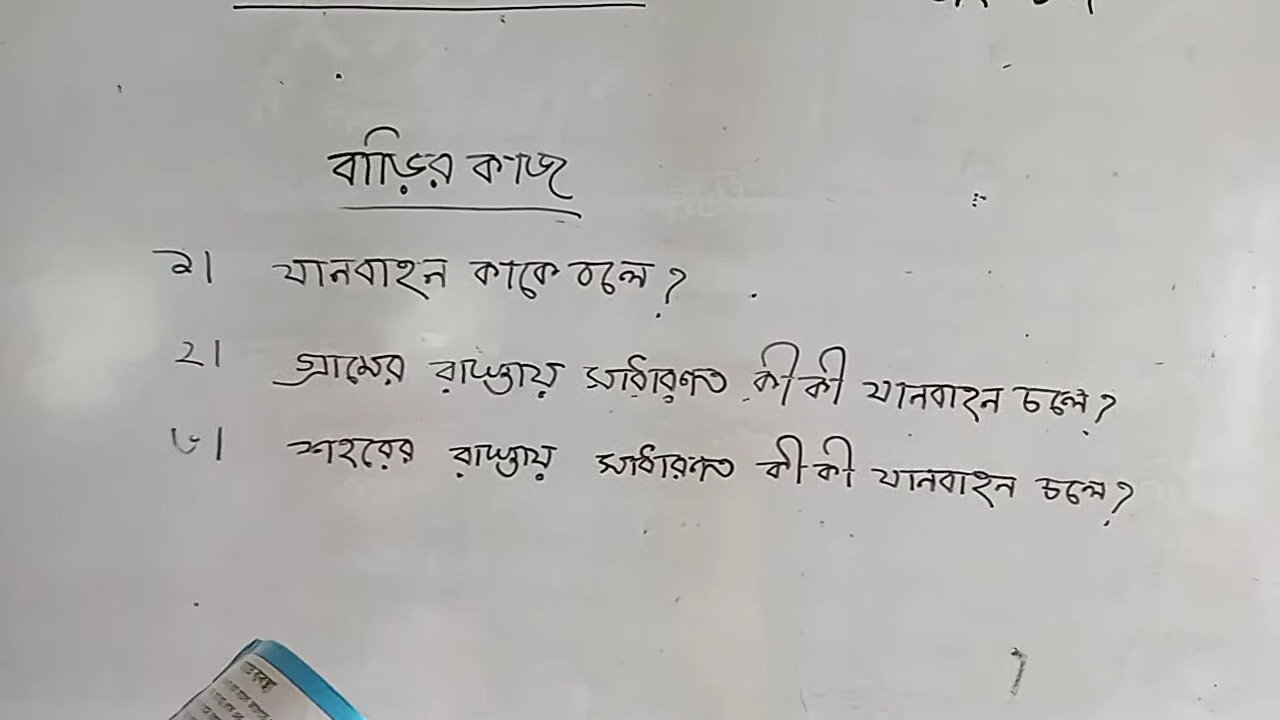 বাড়ির কাজ
১। যানবাহন কাকে বলে?
২। গ্রামের রাস্তায় সাধারণত কী কী যানবাহন চলে?
৩। শহরের রাস্তায় সাধারণত কী কী যানবাহন চলে?